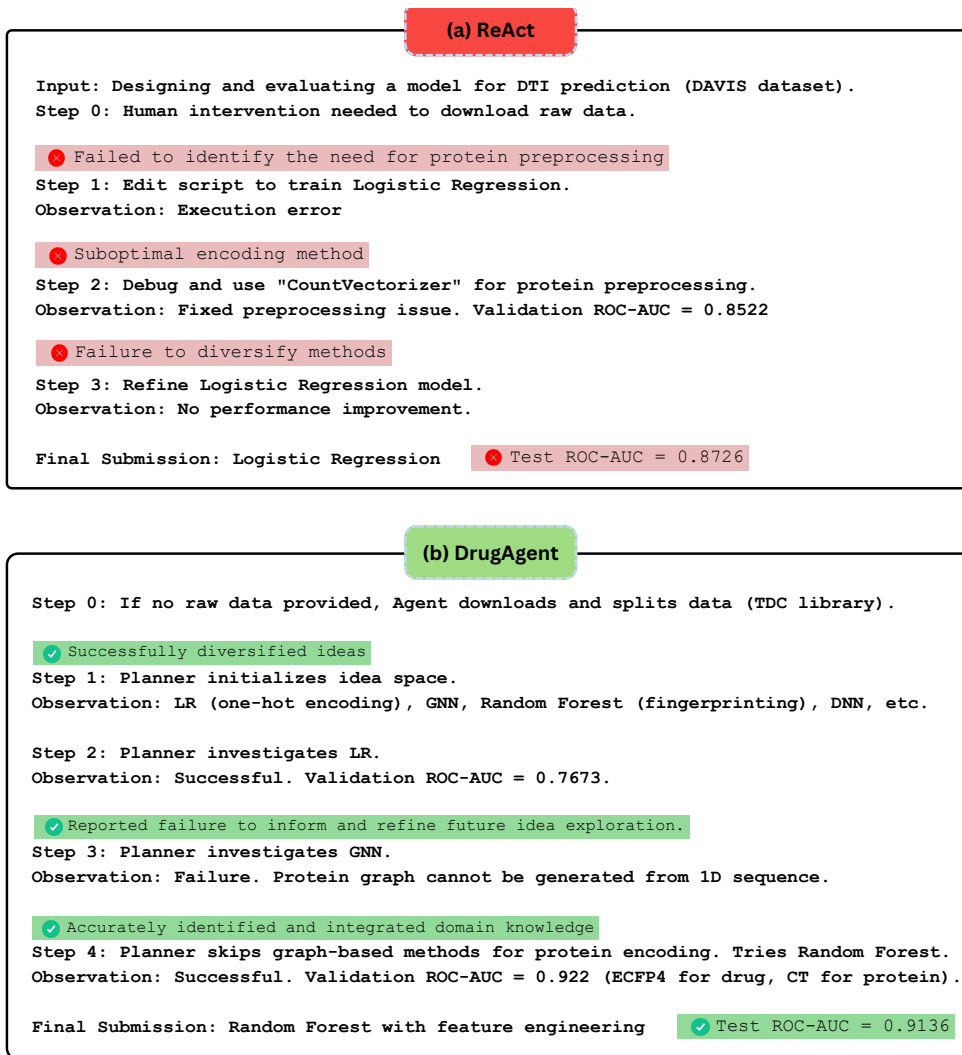 (a) ReAct
Input: Designing and evaluating a model for DTI prediction (DAVIS dataset).
Step 0: Human intervention needed to download raw data.
Failed to identify the need for protein preprocessing
Step 1: Edit script to train Logistic Regression.
Observation: Execution error
Suboptimal encoding method
Step 2: Debug and use "CountVectorizer" for protein preprocessing.
Observation: Fixed preprocessing issue. Validation ROC-AUC = 0.8522
Failure to diversify methods
Step 3: Refine Logistic Regression model.
Observation: No performance improvement.
Final Submission: Logistic Regression Test ROC-AUC = 0.8726
(b) DrugAgent
Step 0: If no raw data provided, Agent downloads and splits data (TDC library).
Successfully diversified ideas
Step 1: Planner initializes idea space.
Observation: LR (one-hot encoding), GNN, Random Forest (fingerprinting), DNN, etc.
Step 2: Planner investigates LR.
Observation: Successful. Validation ROC-AUC = 0.7673.
Reported failure to inform and refine future idea exploration.
Step 3: Planner investigates GNN.
Observation: Failure. Protein graph cannot be generated from 1D sequence.
Accurately identified and integrated domain knowledge
Step 4: Planner skips graph-based methods for protein encoding. Tries Random Forest.
Observation: Successful. Validation ROC-AUC = 0.922 (ECFP4 for drug, CT for protein).
Final Submission: Random Forest with feature engineering Test ROC-AUC = 0.9136